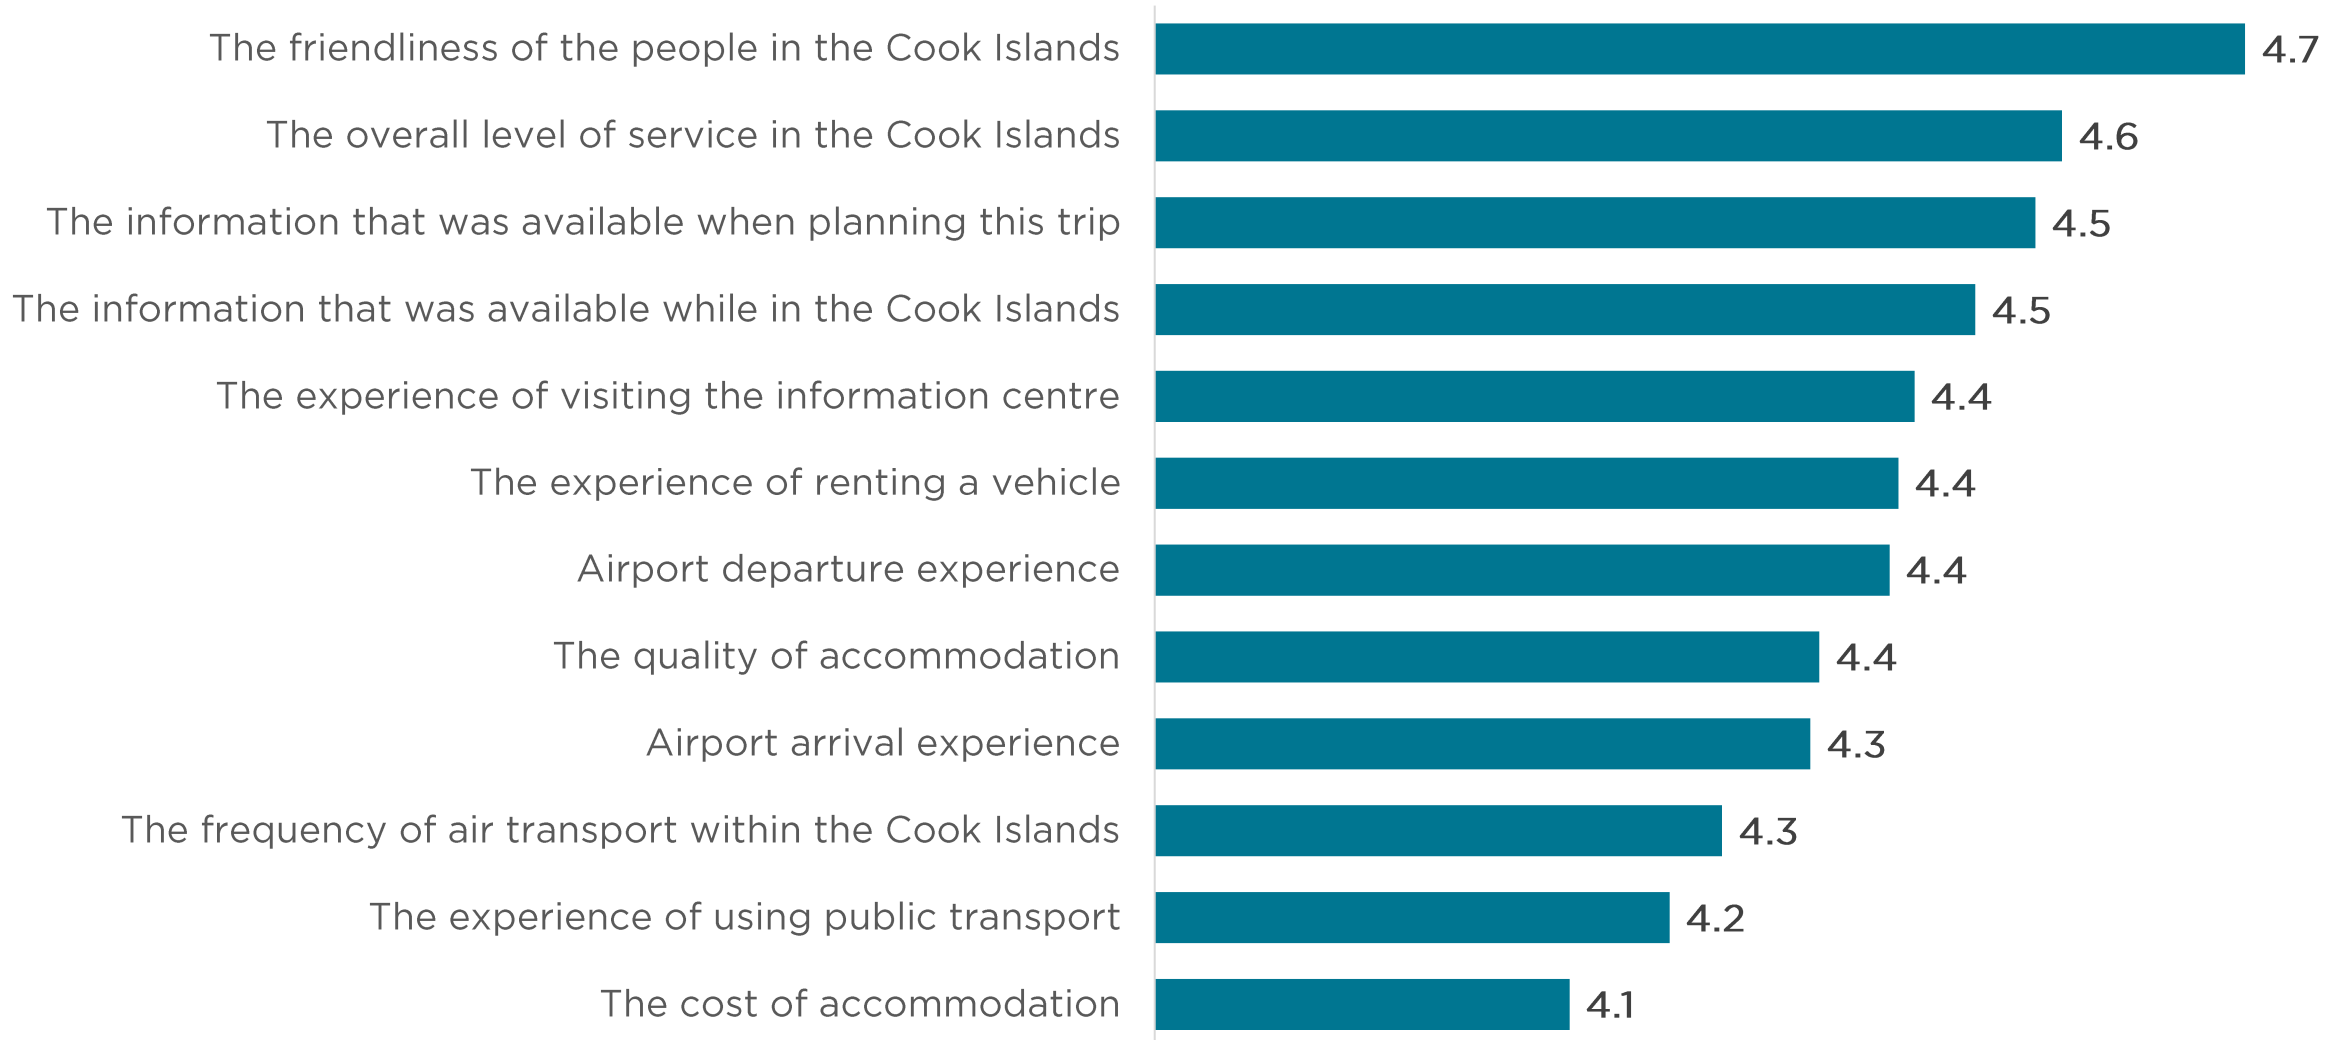 The friendliness of the people in the Cook Islands 4.7
The overall level of service in the Cook Islands 4.6
The information that was available when planning this trip 4.5
The information that was available while in the Cook Islands 4.5
The experience of visiting the information centre 4.4
The experience of renting a vehicle 4.4
Airport departure experience 4.4
The quality of accommodation 4.4
Airport arrival experience 4.3
The frequency of air transport within the Cook Islands 4.3
The experience of using public transport 4.2
The cost of accommodation 4.1